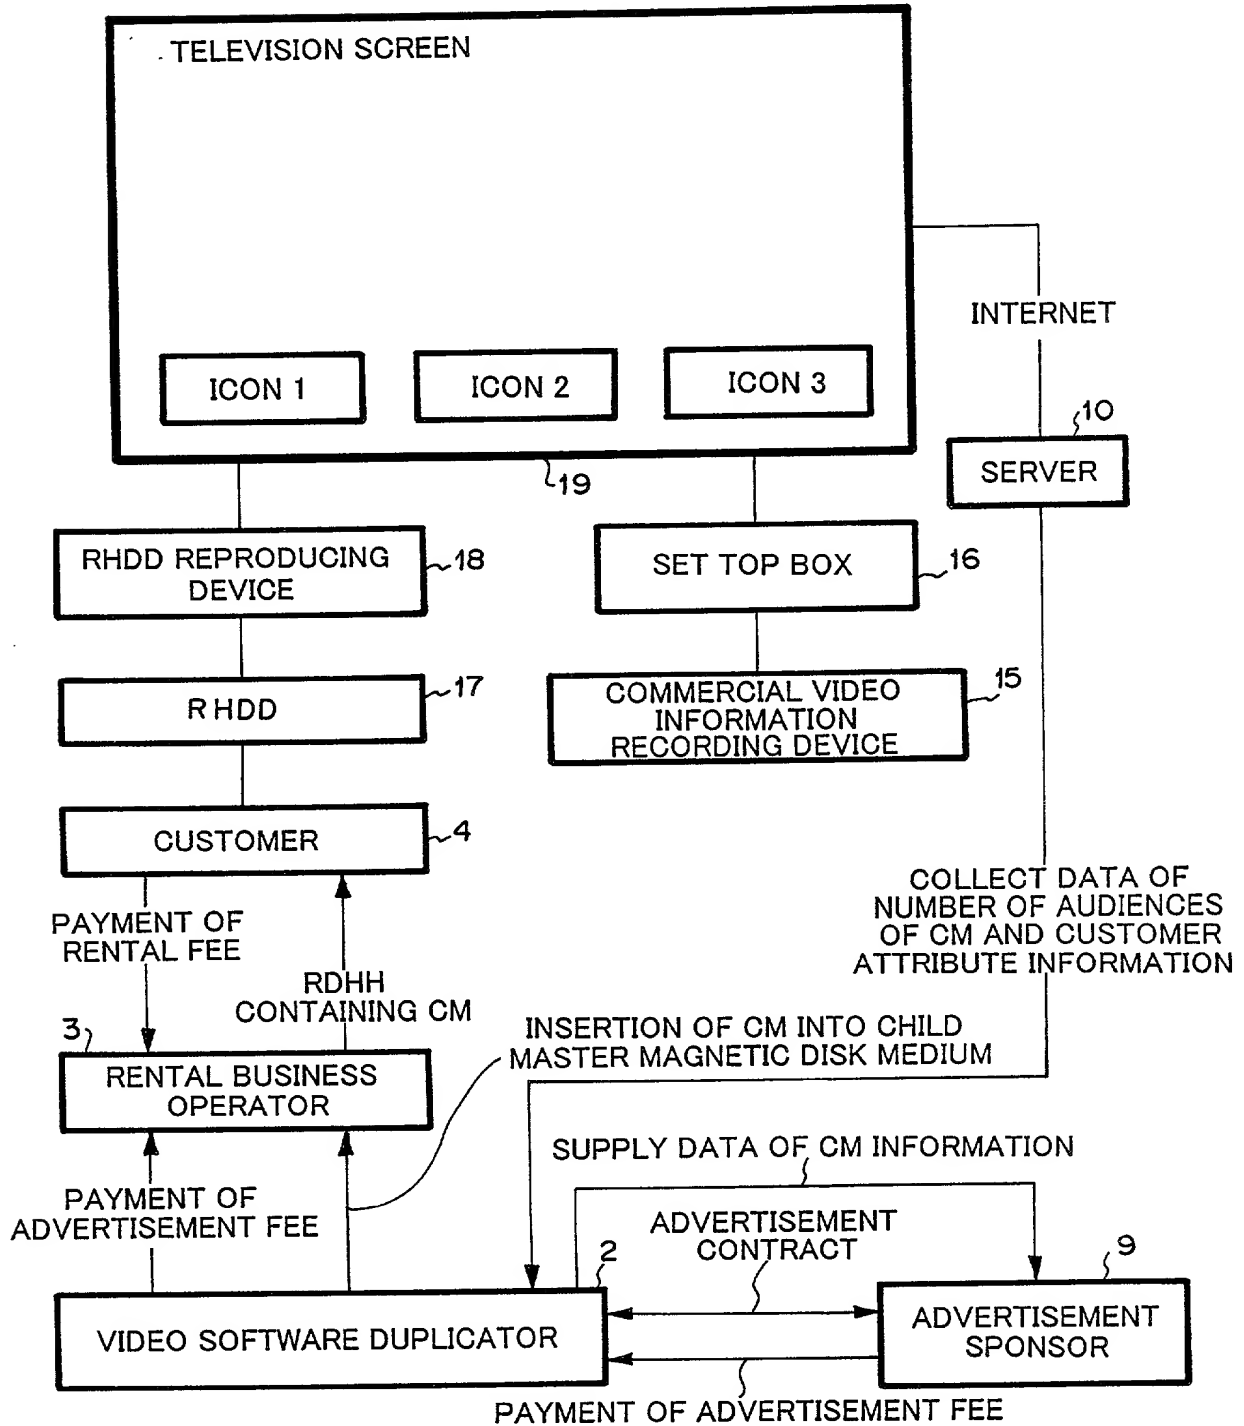 TELEVISION SCREEN
INTERNET
ICON 1
ICON 2
ICON 3
10
SERVER
19
RHDD REPRODUCING
DEVICE
18
SET TOP BOX
16
RHDD
17
COMMERCIAL VIDEO
INFORMATION
RECORDING DEVICE
15
CUSTOMER
4
COLLECT DATA OF
NUMBER OF AUDIENCES
OF CM AND CUSTOMER
ATTRIBUTE INFORMATION
PAYMENT OF
RENTAL FEE
RDHH
CONTAINING CM
3
RENTAL BUSINESS
OPERATOR
INSERTION OF CM INTO CHILD
MASTER MAGNETIC DISK MEDIUM
SUPPLY DATA OF CM INFORMATION
PAYMENT OF
ADVERTISEMENT FEE
ADVERTISEMENT
CONTRACT
2
9
VIDEO SOFTWARE DUPLICATOR
ADVERTISEMENT
SPONSOR
PAYMENT OF ADVERTISEMENT FEE